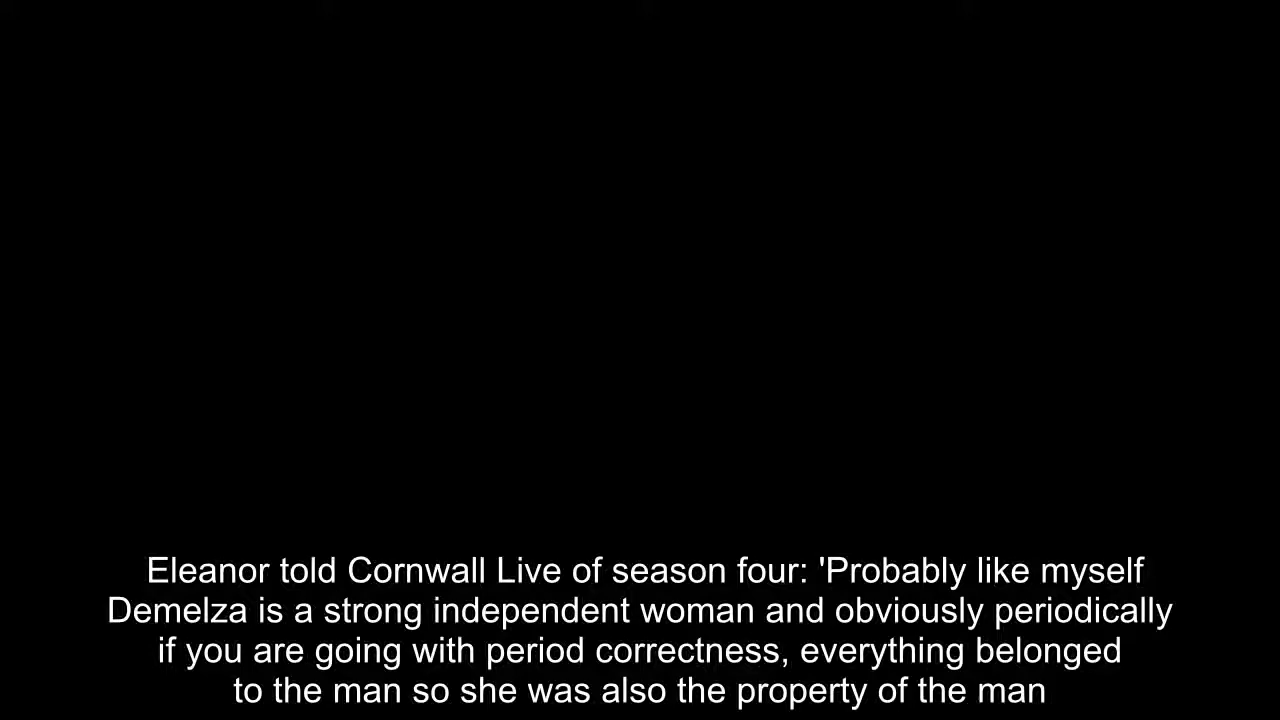 Eleanor told Cornwall Live of season four: 'Probably like myself
Demelza is a strong independent woman and obviously periodically
if you are going with period correctness, everything belonged
to the man so she was also the property of the man